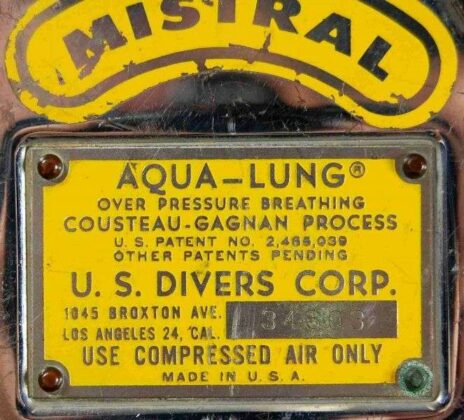 MISTRAL
AQUA-LUNG®
OVER PRESSURE BREATHING
COUSTEAU-GAGNAN PROCESS
U.S. PATENT NO. 2,485,039
OTHER PATENTS PENDING
U. S. DIVERS CORP.
1045 BROXTON AVE.
LOS ANGELES 24, CAL.
USE COMPRESSED AIR ONLY
MADE IN U. S. A.